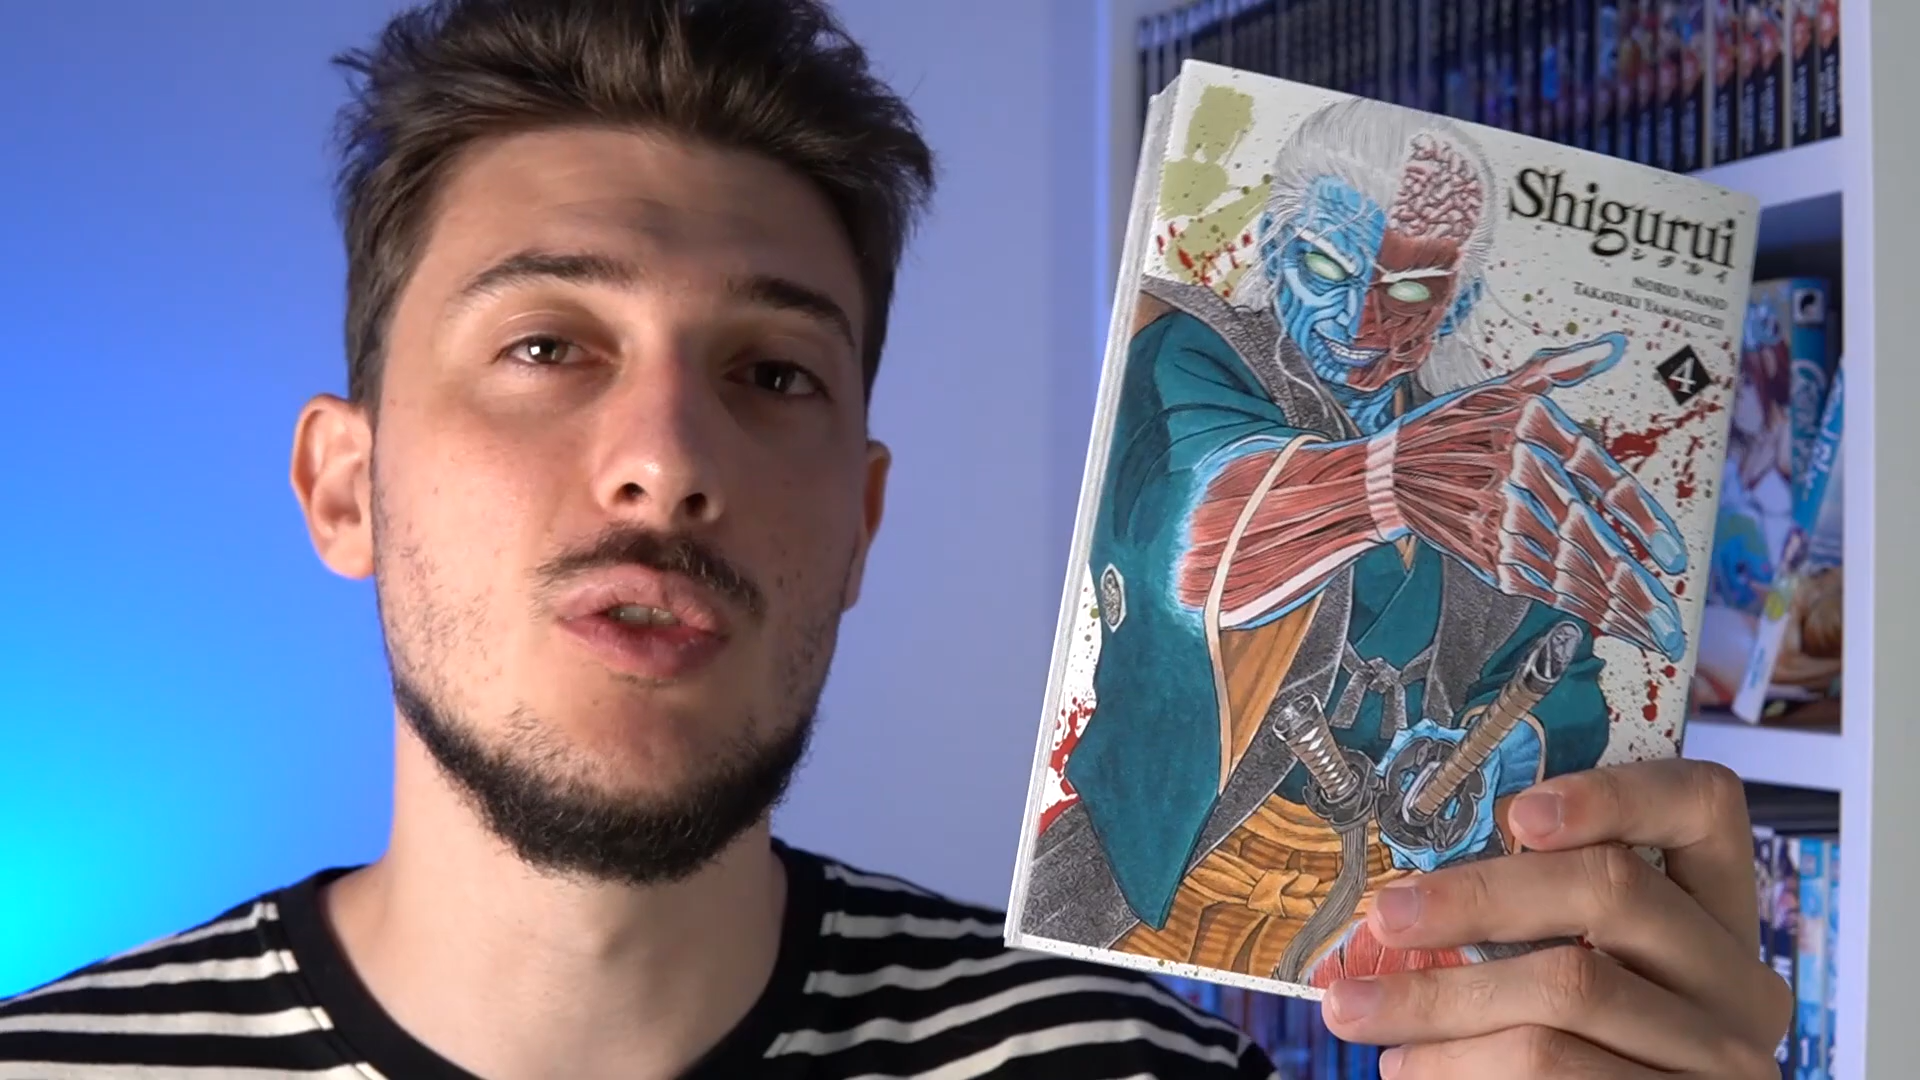 Shigurui
シグルイ
NORIO NANJO
TAKAYUKI YAMAGUCHI
4